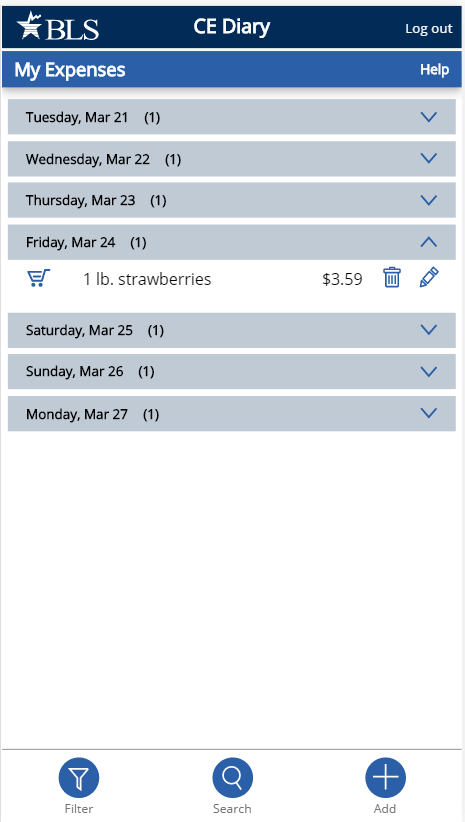 BLS
CE Diary
Log out
My Expenses
Help
Tuesday, Mar 21 (1)
Wednesday, Mar 22 (1)
Thursday, Mar 23 (1)
Friday, Mar 24 (1)
1 lb. strawberries $3.59
Saturday, Mar 25 (1)
Sunday, Mar 26 (1)
Monday, Mar 27 (1)
Filter
Search
Add